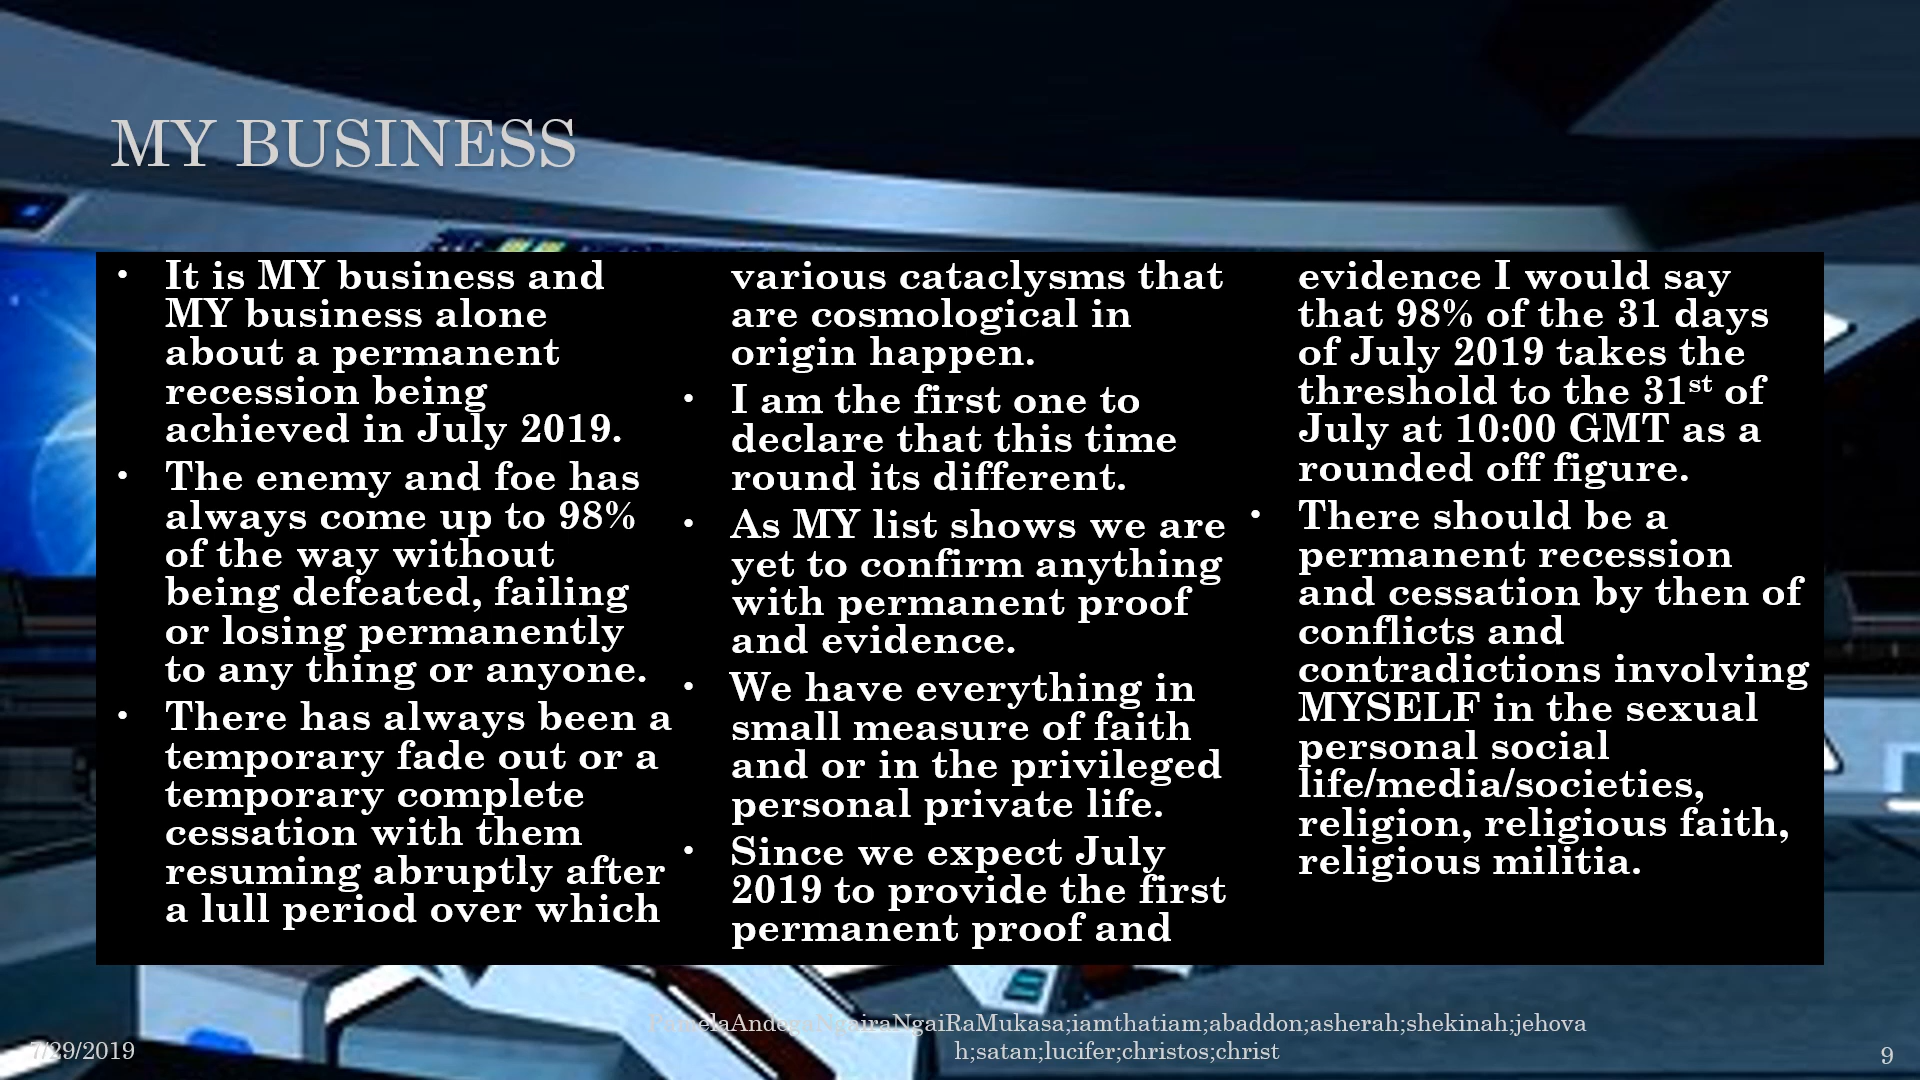 MY BUSINESS
• It is MY business and
MY business alone
about a permanent
recession being
achieved in July 2019.
• The enemy and foe has
always come up to 98%
of the way without
being defeated, failing
or losing permanently
to any thing or anyone.
• There has always been a
temporary fade out or a
temporary complete
cessation with them
resuming abruptly after
a lull period over which
various cataclysms that
are cosmological in
origin happen.
• I am the first one to
declare that this time
round its different.
• As MY list shows we are
yet to confirm anything
with permanent proof
and evidence.
• We have everything in
small measure of faith
and or in the privileged
personal private life.
• Since we expect July
2019 to provide the first
permanent proof and
evidence I would say
that 98% of the 31 days
of July 2019 takes the
threshold to the 31st of
July at 10:00 GMT as a
rounded off figure.
• There should be a
permanent recession
and cessation by then of
conflicts and
contradictions involving
MYSELF in the sexual
personal social
life/media/societies,
religion, religious faith,
religious militia.
7/29/2019
PamelaAndegaNgairaNgaiRaMukasa;iamthatiam;abaddon;asherah;shekinah;jehova
h;satan;lucifer;christos;christ
9